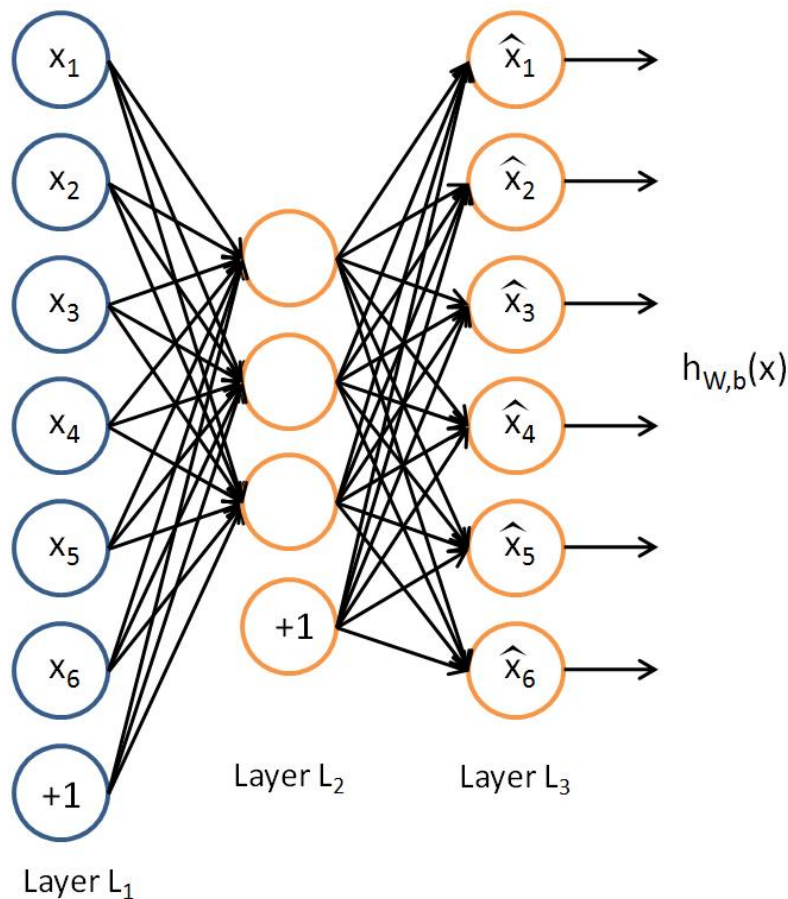 x₁
x₂
x₃
x₄
x₅
x₆
+1
Layer L₁
+1
Layer L₂
x̂₁
x̂₂
x̂₃
x̂₄
x̂₅
x̂₆
Layer L₃
h_{W,b}(x)